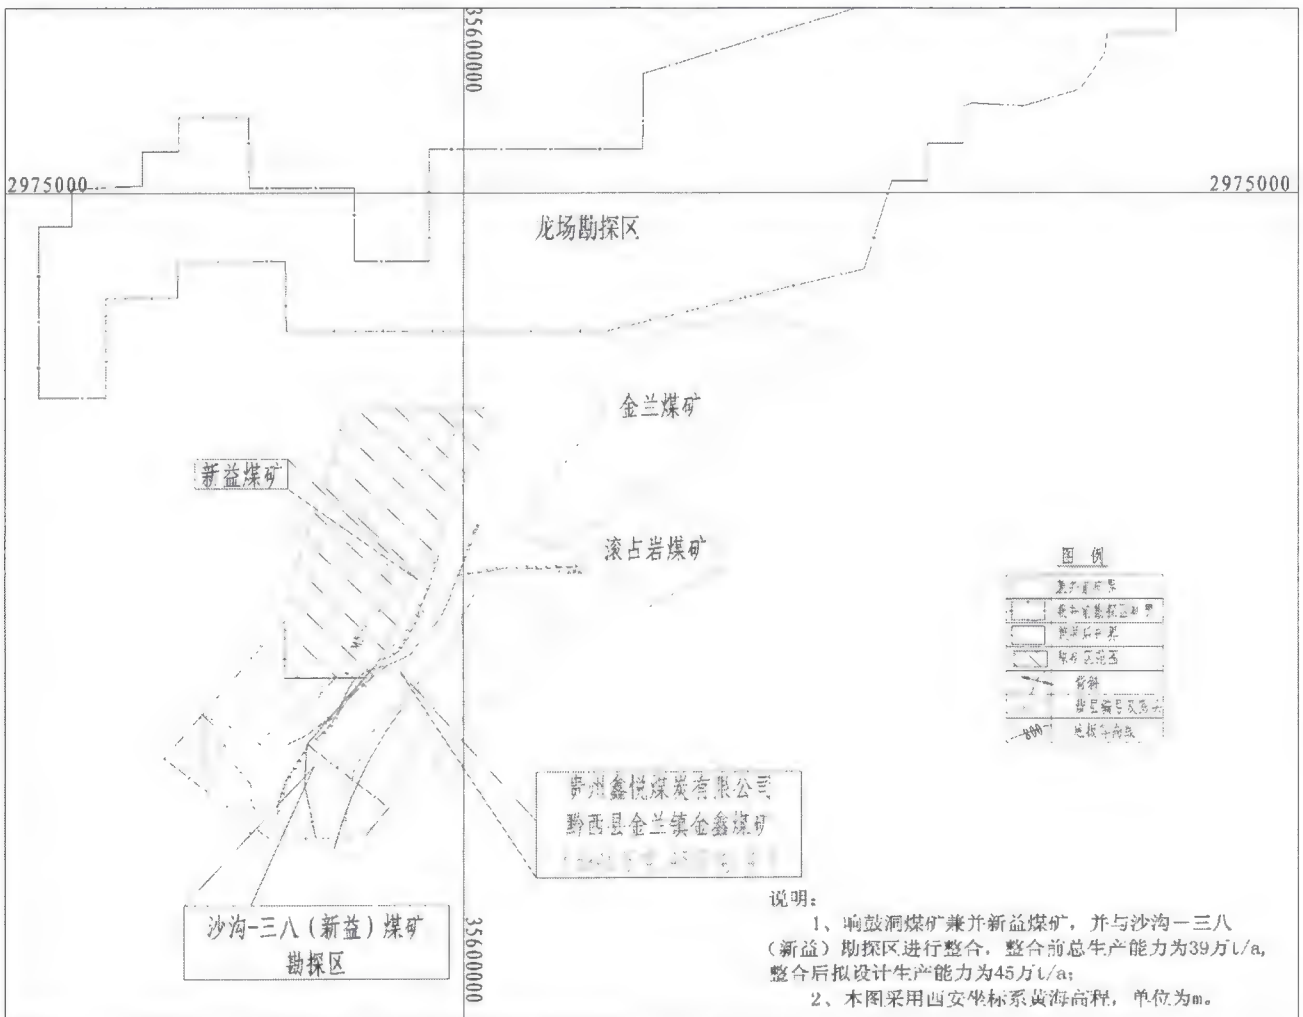 35600000
2975000
2975000
龙场勘探区
金兰煤矿
新益煤矿
滚占岩煤矿
图 例
背斜
800
贵州鑫悦煤炭有限公司
黔西县金兰镇金鑫煤矿
沙沟-三八（新益）煤矿
勘探区
35600000
说明：
1、响鼓洞煤矿兼并新益煤矿，并与沙沟一三八
（新益）勘探区进行整合，整合前总生产能力为39万t/a，
整合后拟设计生产能力为45万t/a；
2、本图采用西安坐标系黄海高程，单位为m。